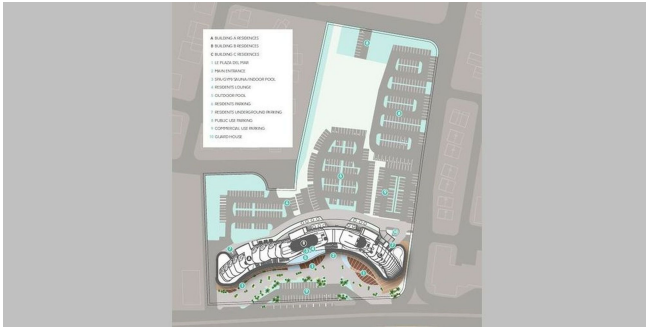 A BUILDING A RESIDENCES
B BUILDING B RESIDENCES
C BUILDING C RESIDENCES
1 LE PLAZA DEL MAR
2 MAIN ENTRANCE
3 SPA/GYM/SAUNA/INDOOR POOL
4 RESIDENTS LOUNGE
5 OUTDOOR POOL
6 RESIDENTS PARKING
7 RESIDENTS UNDERGROUND PARKING
8 PUBLIC USE PARKING
9 COMMERCIAL USE PARKING
10 GUARD HOUSE